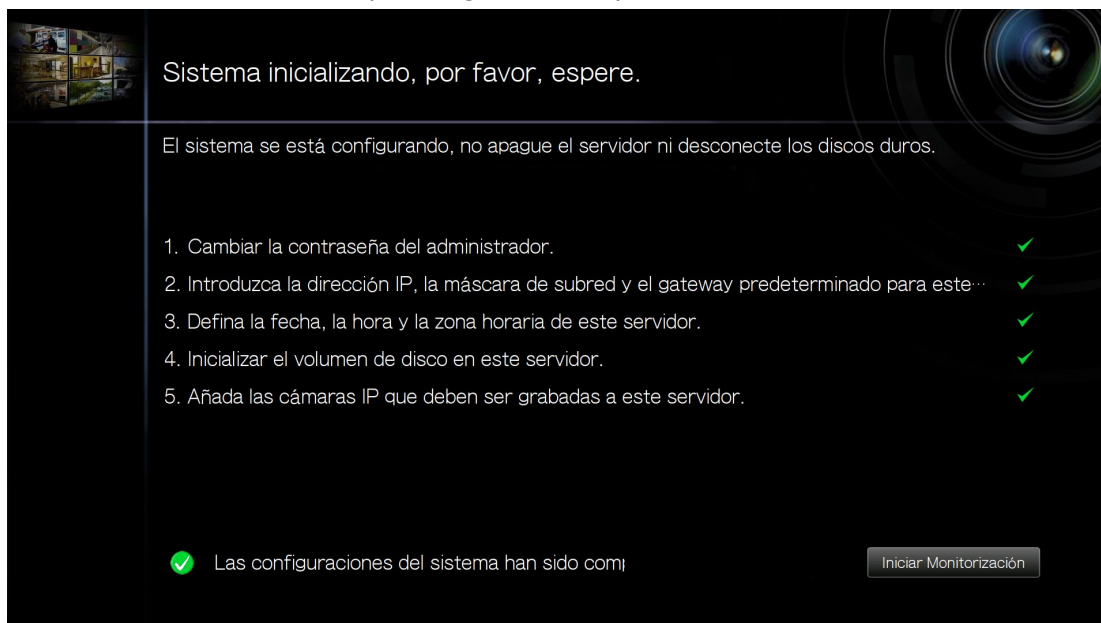 Sistema inicializando, por favor, espere.
El sistema se está configurando, no apague el servidor ni desconecte los discos duros.
1. Cambiar la contraseña del administrador.
2. Introduzca la dirección IP, la máscara de subred y el gateway predeterminado para este...
3. Defina la fecha, la hora y la zona horaria de este servidor.
4. Inicializar el volumen de disco en este servidor.
5. Añada las cámaras IP que deben ser grabadas a este servidor.
Las configuraciones del sistema han sido
Iniciar Monitorización